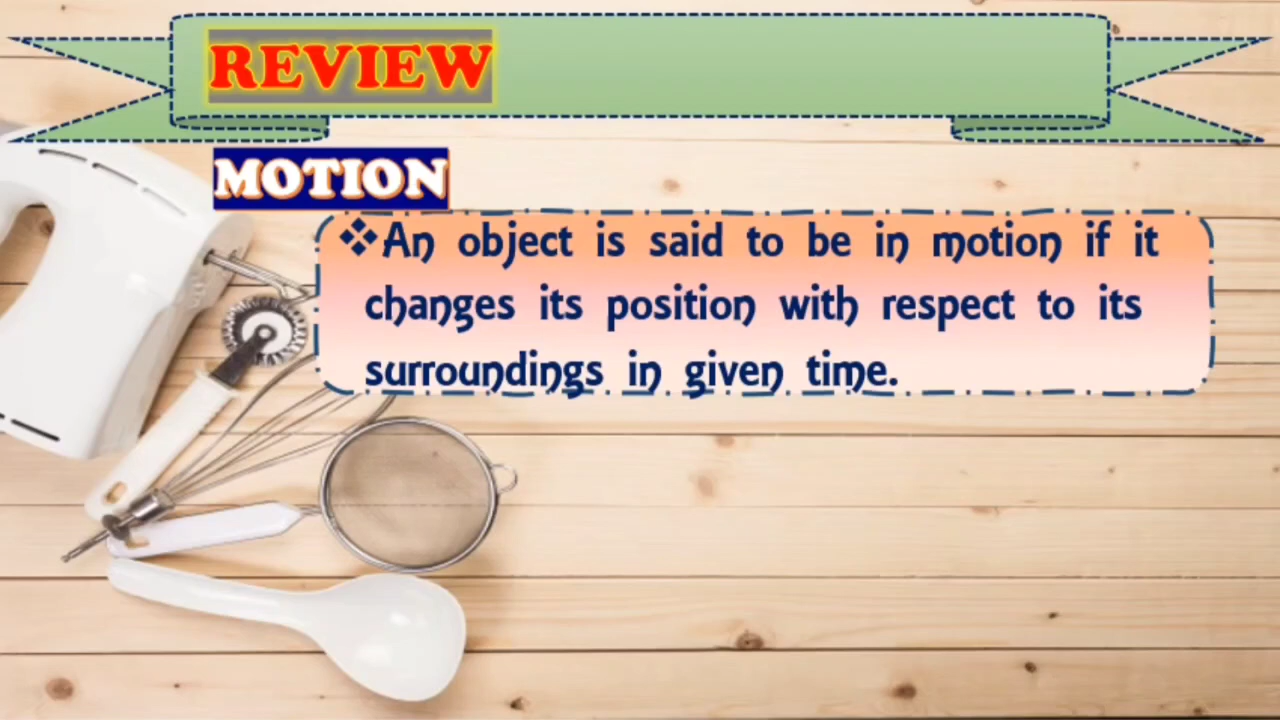 REVIEW
MOTION
❖An object is said to be in motion if it
changes its position with respect to its
surroundings in given time.